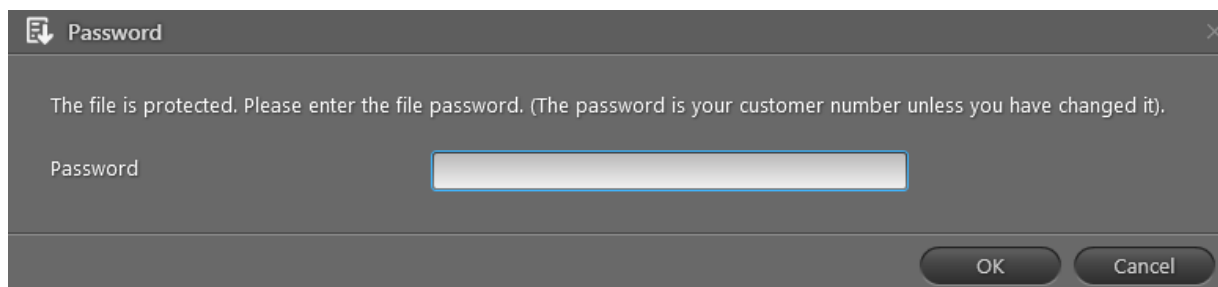 Password
The file is protected. Please enter the file password. (The password is your customer number unless you have changed it).
Password
OK Cancel